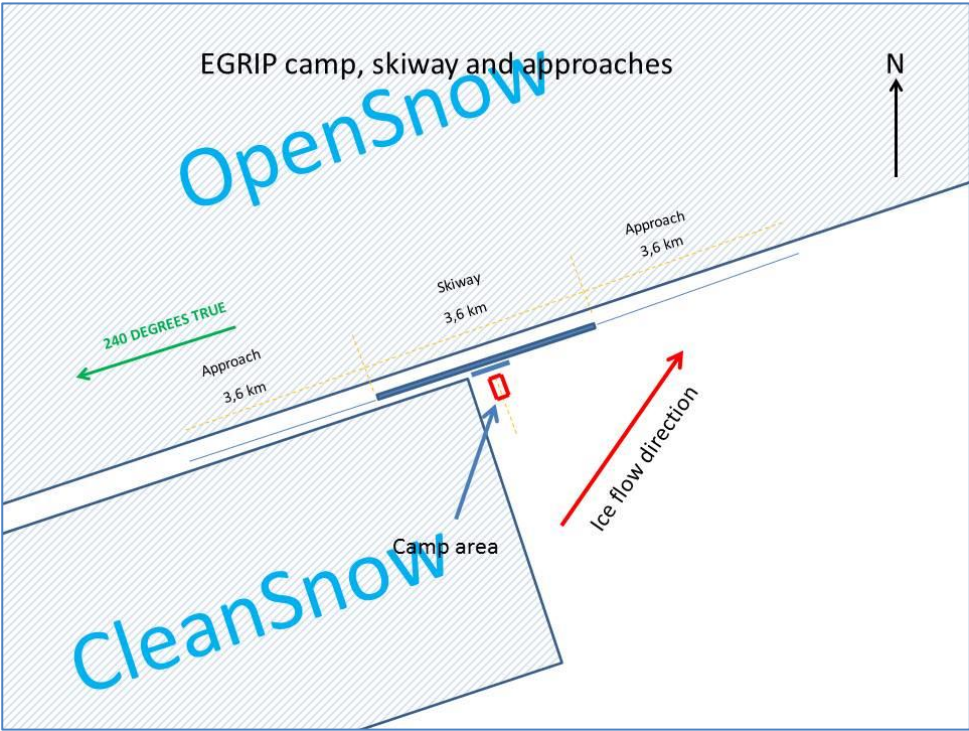 EGRIP camp, skiway and approaches
N
OpenSnow
Approach
3,6 km
Skiway
3,6 km
240 DEGREES TRUE
Approach
3,6 km
Ice flow direction
Camp area
CleanSnow